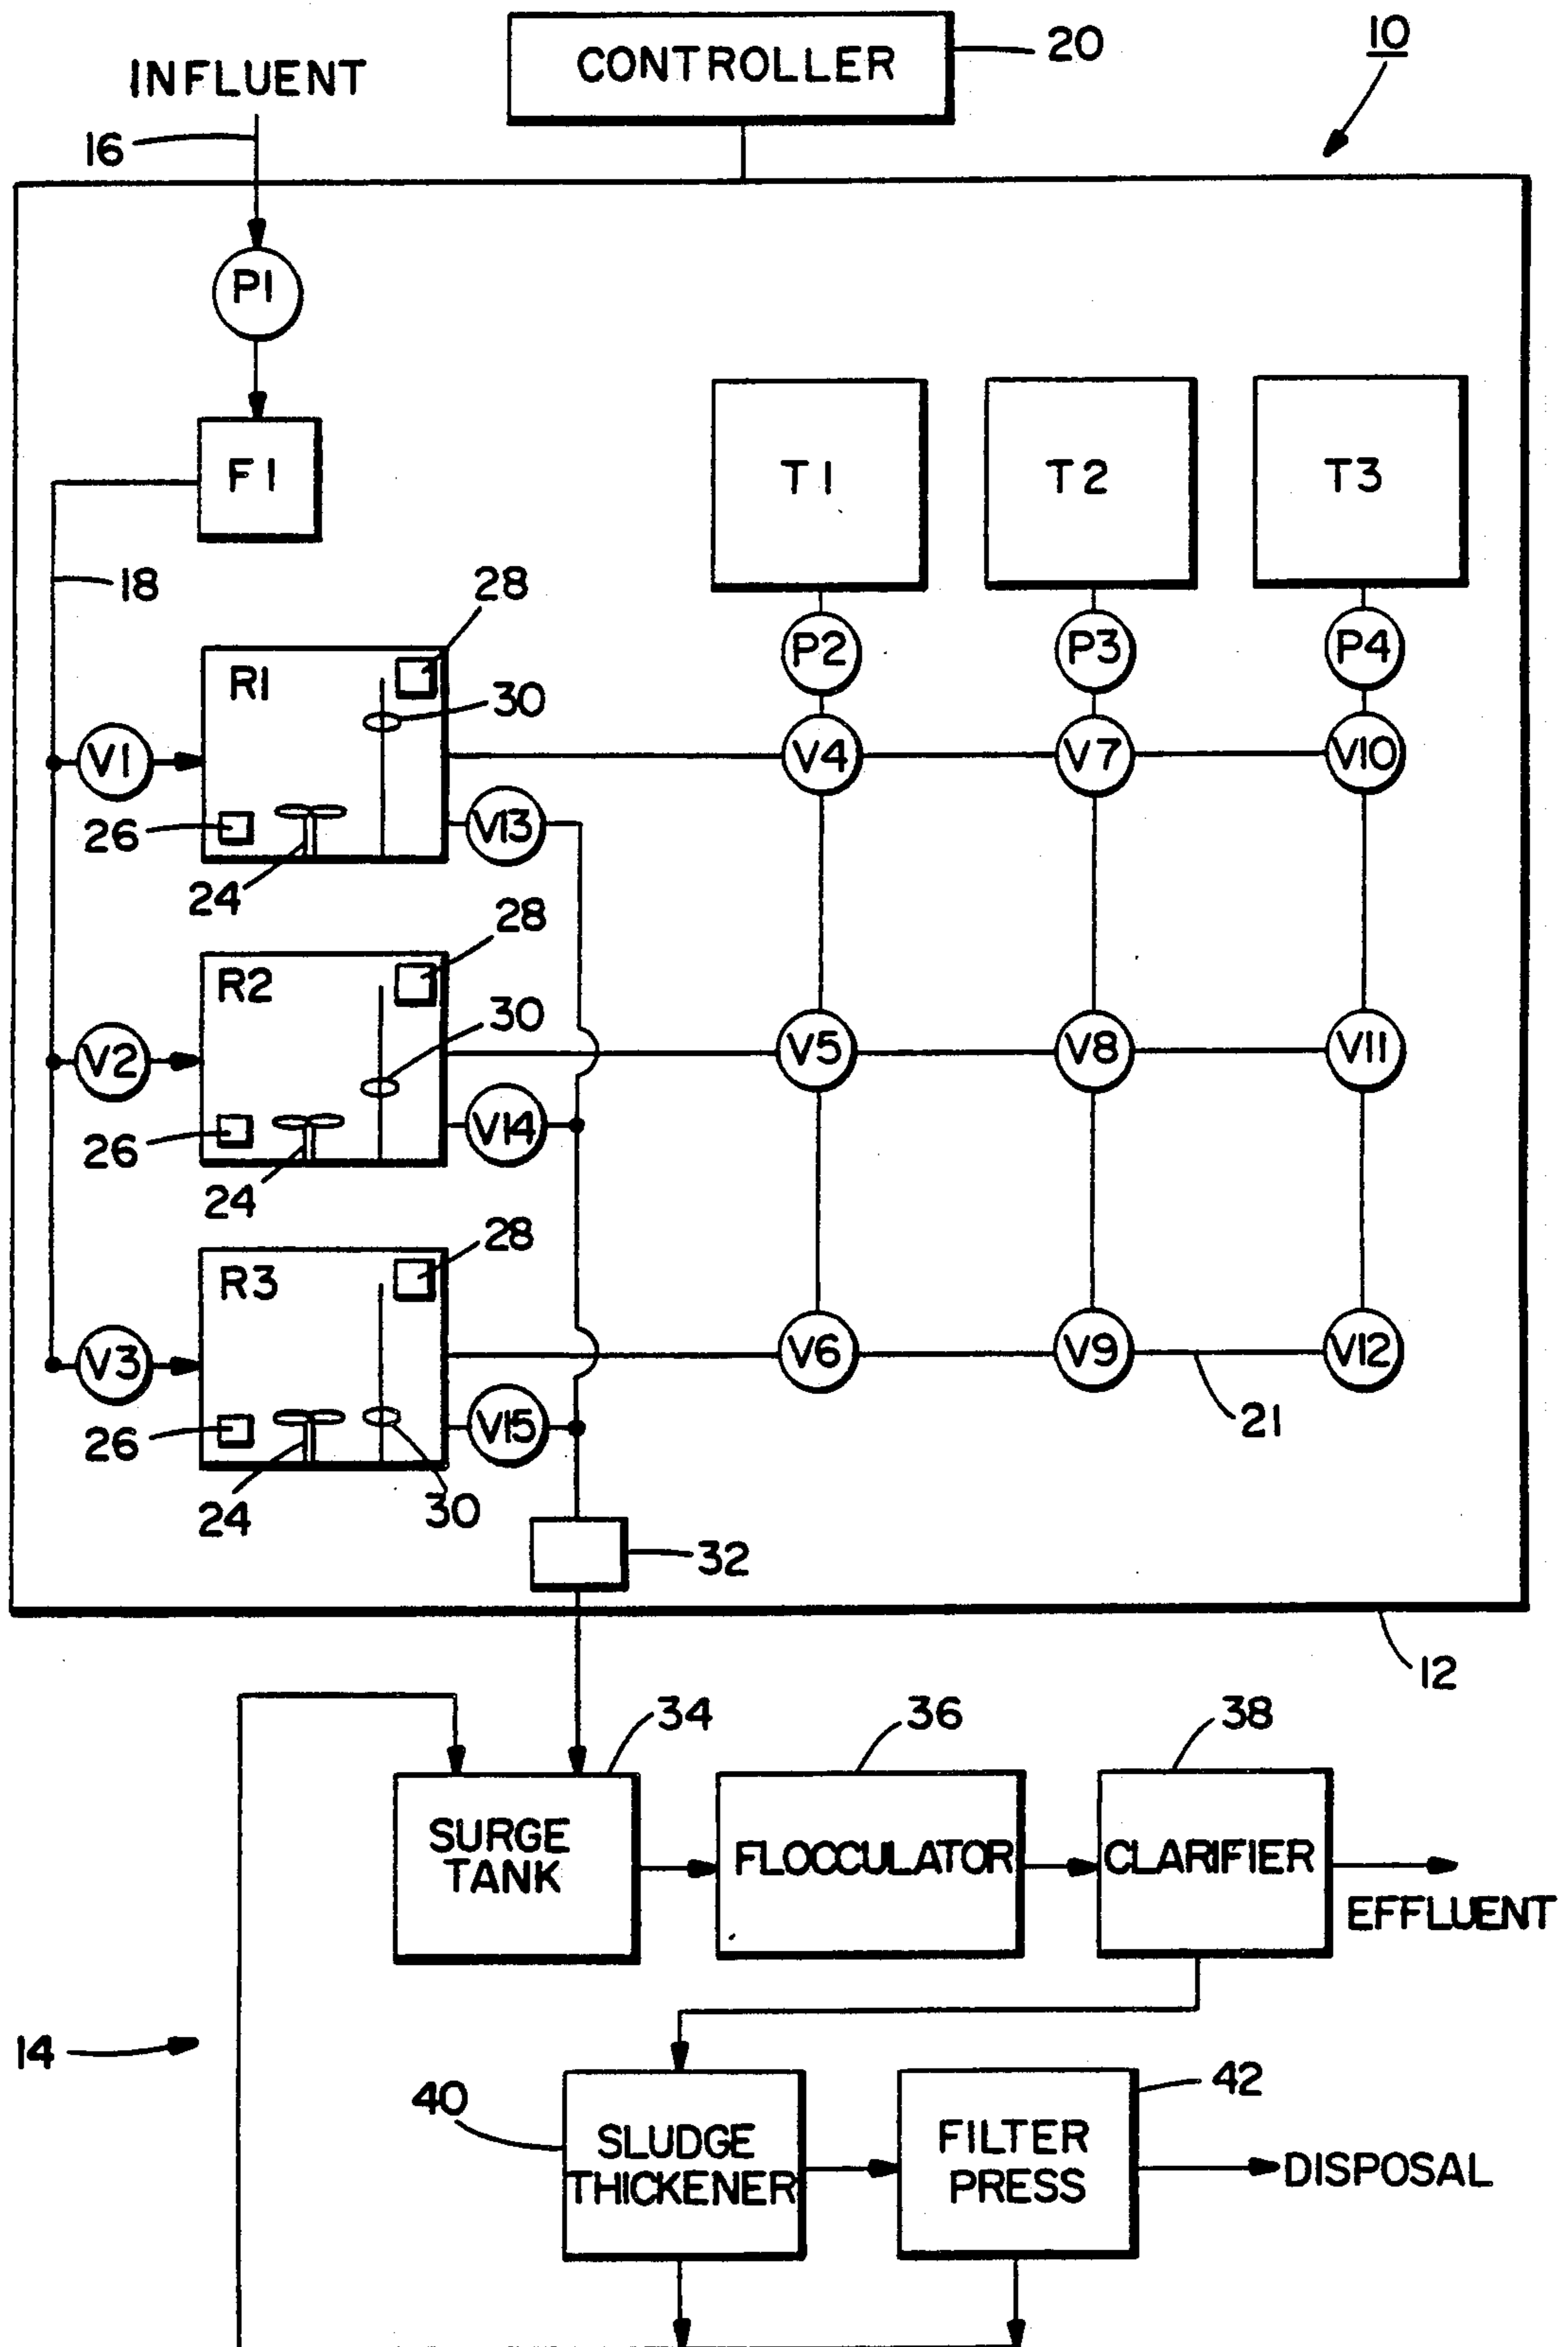 CONTROLLER
20
10
INFLUENT
16
P1
F1
T1
T2
T3
18
28
P2
P3
P4
R1
30
V1
V4
V7
V10
26
V13
24
28
R2
30
V2
V5
V8
V11
26
V14
24
28
R3
V3
V6
V9
V12
21
26
V15
24
30
32
12
34
36
38
SURGE
TANK
FLOCCULATOR
CLARIFIER
EFFLUENT
14
40
42
SLUDGE
THICKENER
FILTER
PRESS
DISPOSAL